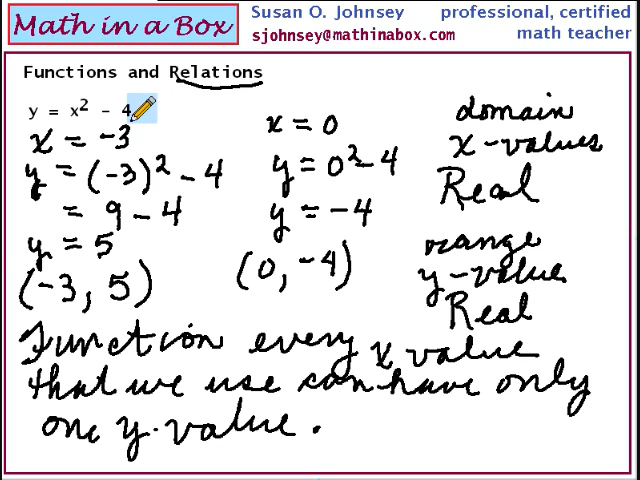 Math in a Box
Susan O. Johnsey professional, certified
sjohnsey@mathinabox.com math teacher
Functions and Relations
y = x² - 4
x = -3
y = (-3)² - 4
= 9 - 4
y = 5
(-3, 5)
x = 0
y = 0² - 4
y = -4
(0, -4)
domain
x-values
Real
range
y-value
Real
Function every x value
that we use can have only
one y-value.